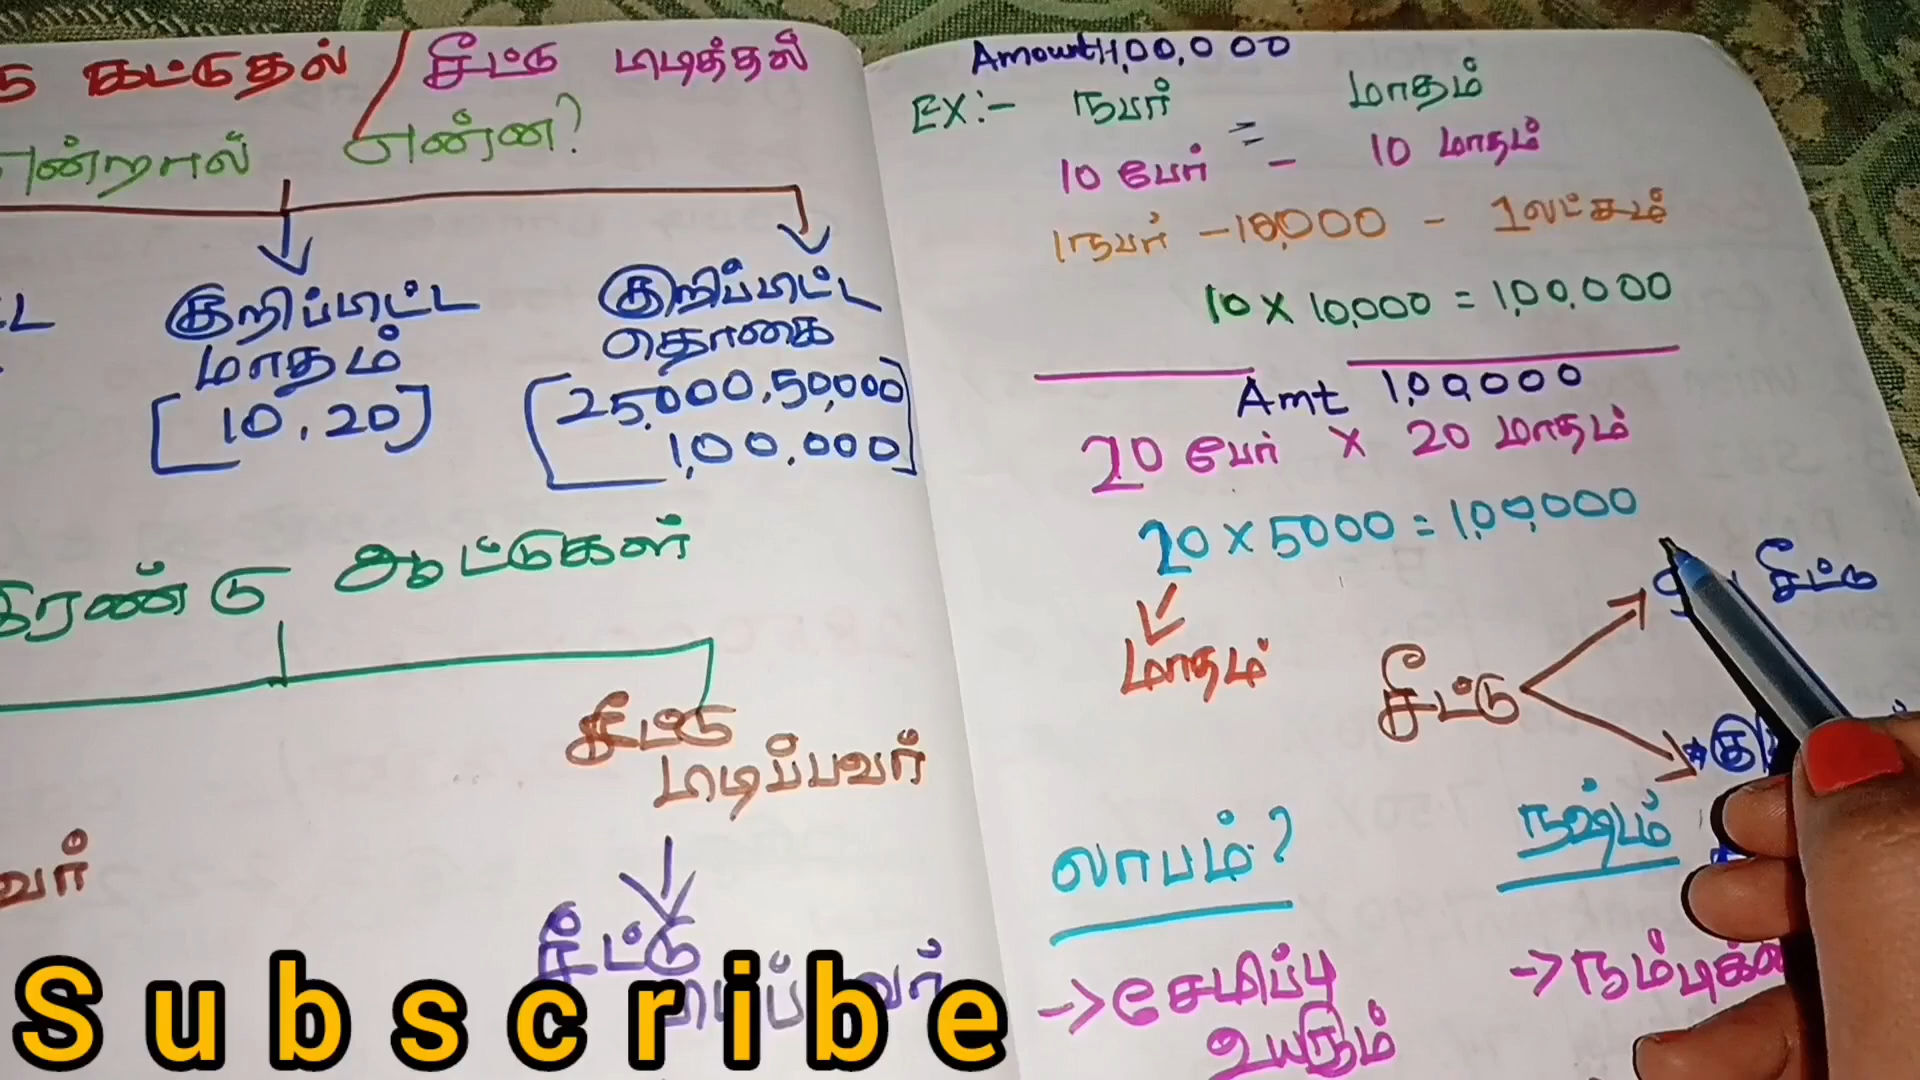 கட்டுதல் / சீட்டு பிடித்தல்
என்றால் என்ன?
குறிப்பிட்ட
மாதம்
[10, 20]
குறிப்பிட்ட
தொகை
[25,000, 50,000
1,00,000]
இரண்டு ஆட்டுகள்
சீட்டு
பிடிப்பவர்
சீட்டு
Amount 1,00,000
EX:- நபர் = மாதம்
10 பேர் - 10 மாதம்
1 நபர் - 10,000 - 1 லட்சம்
10 X 10,000 = 1,00,000
Amt 1,00,000
20 பேர் X 20 மாதம்
20 X 5000 = 1,00,000
மாதம்
சீட்டு
சீட்டு
லாபம்?
நஷ்டம்
→ சேமிப்பு
உயரும்
Subscribe